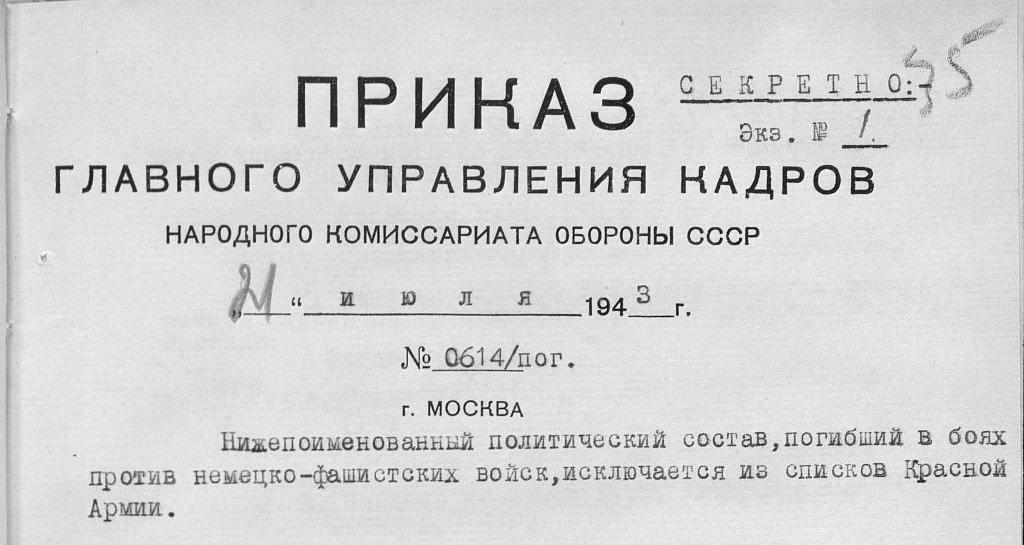 35
ПРИКАЗ
СЕКРЕТНО:
Экз. № 1.
ГЛАВНОГО УПРАВЛЕНИЯ КАДРОВ
НАРОДНОГО КОМИССАРИАТА ОБОРОНЫ СССР
„21“ июля 1943 г.
№ 0614/пог.
г. МОСКВА
Нижепоименованный политический состав,погибший в боях
против немецко-фашистских войск,исключается из списков Красной
Армии.